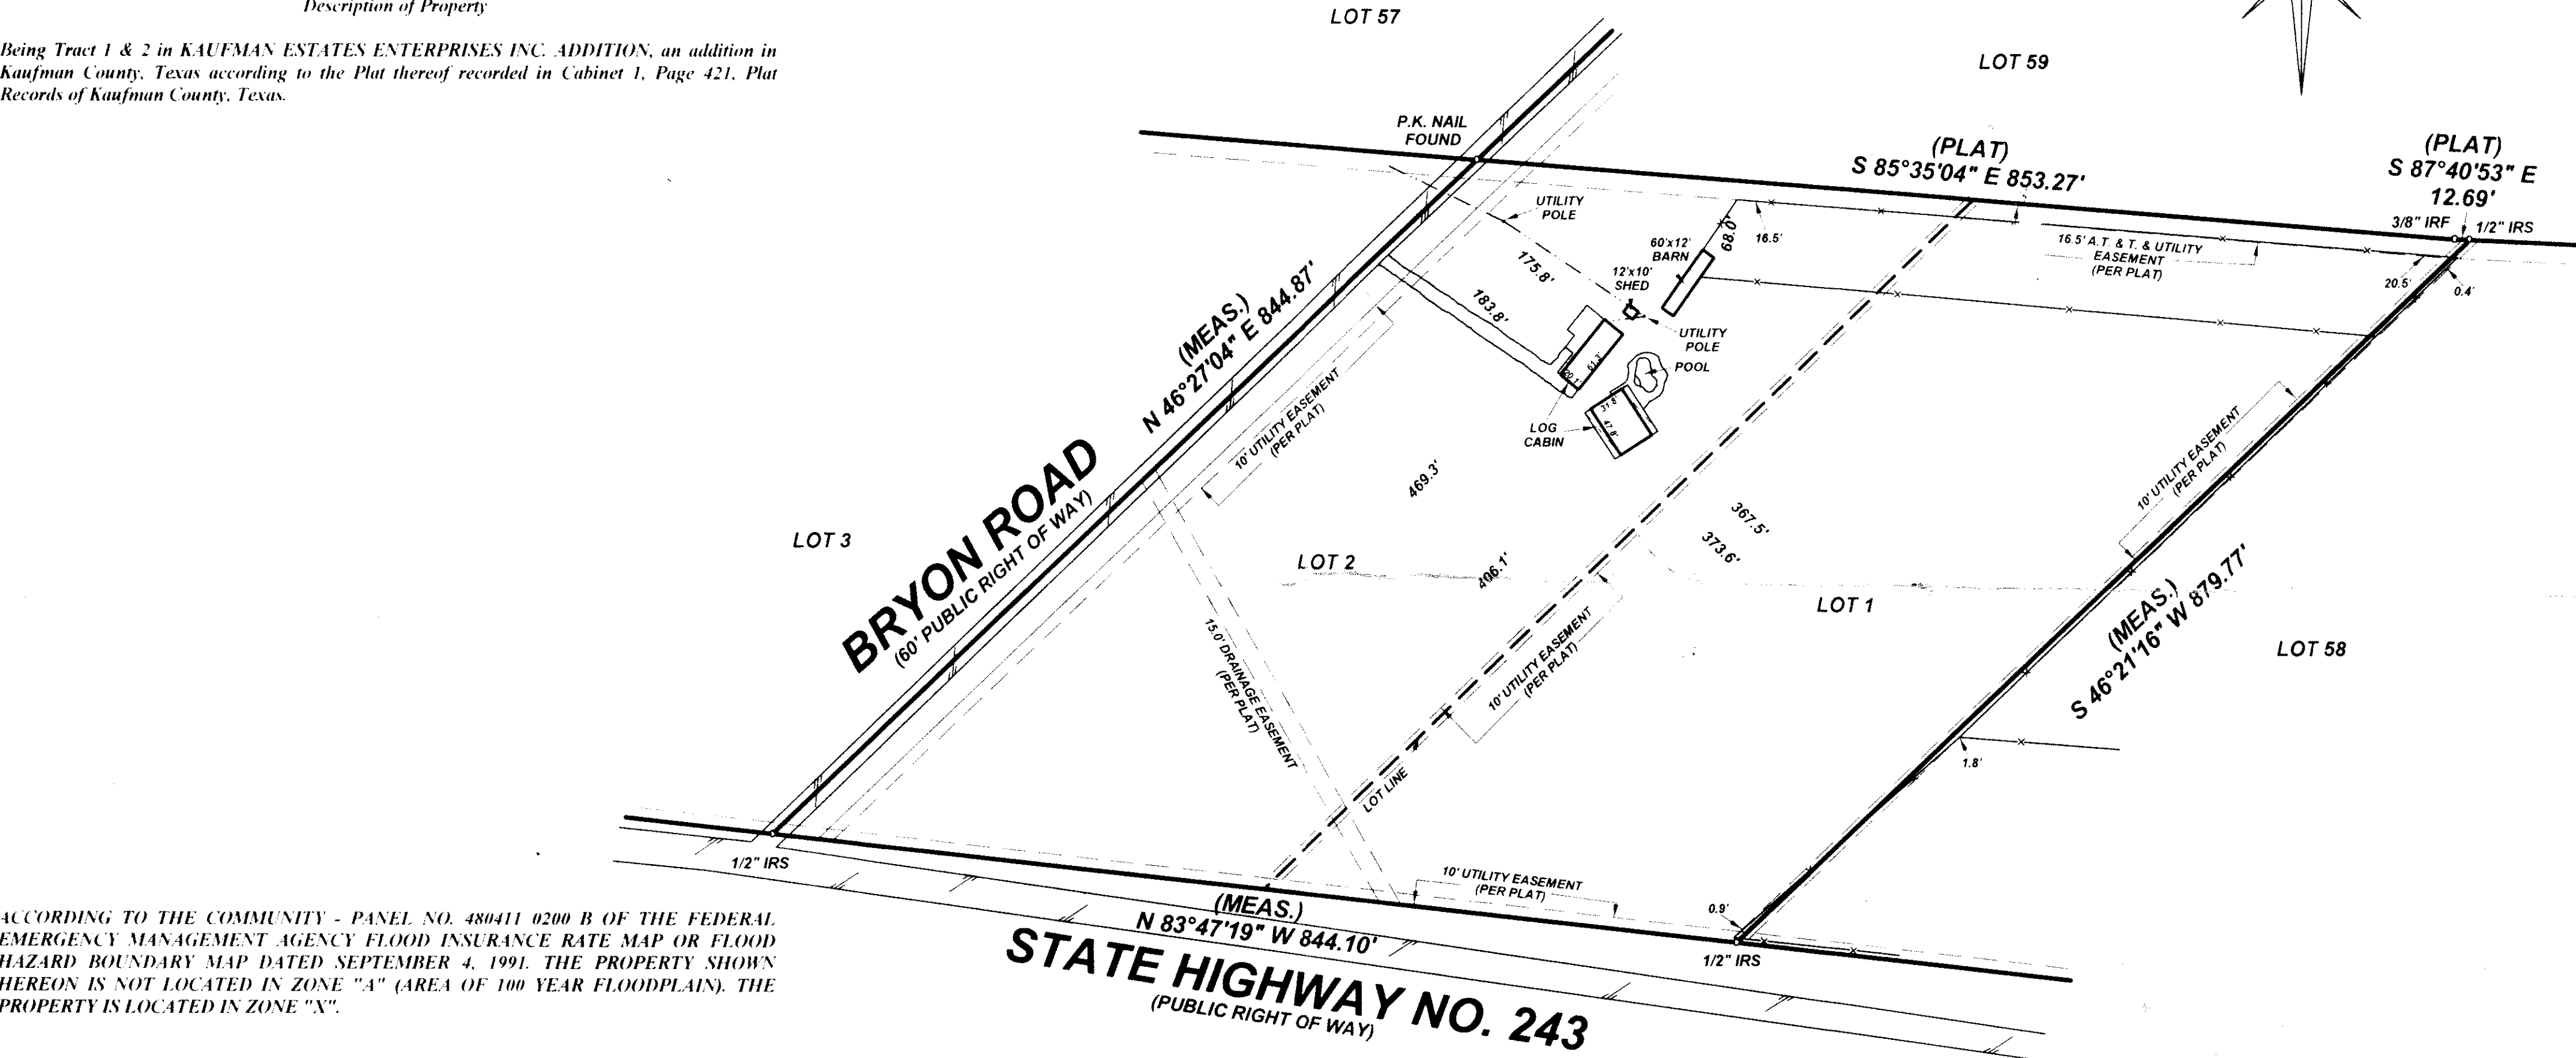 Description of Property
Being Tract 1 & 2 in KAUFMAN ESTATES ENTERPRISES INC. ADDITION, an addition in
Kaufman County, Texas according to the Plat thereof recorded in Cabinet 1, Page 421, Plat
Records of Kaufman County, Texas.
LOT 57
LOT 59
P.K. NAIL
FOUND
(PLAT)
S 85°35'04" E 853.27'
(PLAT)
S 87°40'53" E
12.69'
3/8" IRF
1/2" IRS
UTILITY
POLE
60'x12'
BARN
68.0'
16.5'
16.5' A.T. & T. & UTILITY
EASEMENT
(PER PLAT)
12'x10'
SHED
175.8'
183.8'
20.5'
0.4'
(MEAS.)
N 46°27'04" E 844.87'
UTILITY
POLE
POOL
61.3'
31.8'
47.8'
LOG
CABIN
10' UTILITY EASEMENT
(PER PLAT)
10' UTILITY EASEMENT
(PER PLAT)
BRYON ROAD
(60' PUBLIC RIGHT OF WAY)
469.3'
367.5'
373.6'
406.1'
LOT 3
LOT 2
LOT 1
LOT 58
(MEAS.)
S 46°21'16" W 879.77'
15.0' DRAINAGE EASEMENT
(PER PLAT)
10' UTILITY EASEMENT
(PER PLAT)
LOT LINE
1.8'
1/2" IRS
10' UTILITY EASEMENT
(PER PLAT)
0.9'
1/2" IRS
(MEAS.)
N 83°47'19" W 844.10'
STATE HIGHWAY NO. 243
(PUBLIC RIGHT OF WAY)
ACCORDING TO THE COMMUNITY - PANEL NO. 480411 0200 B OF THE FEDERAL
EMERGENCY MANAGEMENT AGENCY FLOOD INSURANCE RATE MAP OR FLOOD
HAZARD BOUNDARY MAP DATED SEPTEMBER 4, 1991. THE PROPERTY SHOWN
HEREON IS NOT LOCATED IN ZONE "A" (AREA OF 100 YEAR FLOODPLAIN). THE
PROPERTY IS LOCATED IN ZONE "X".